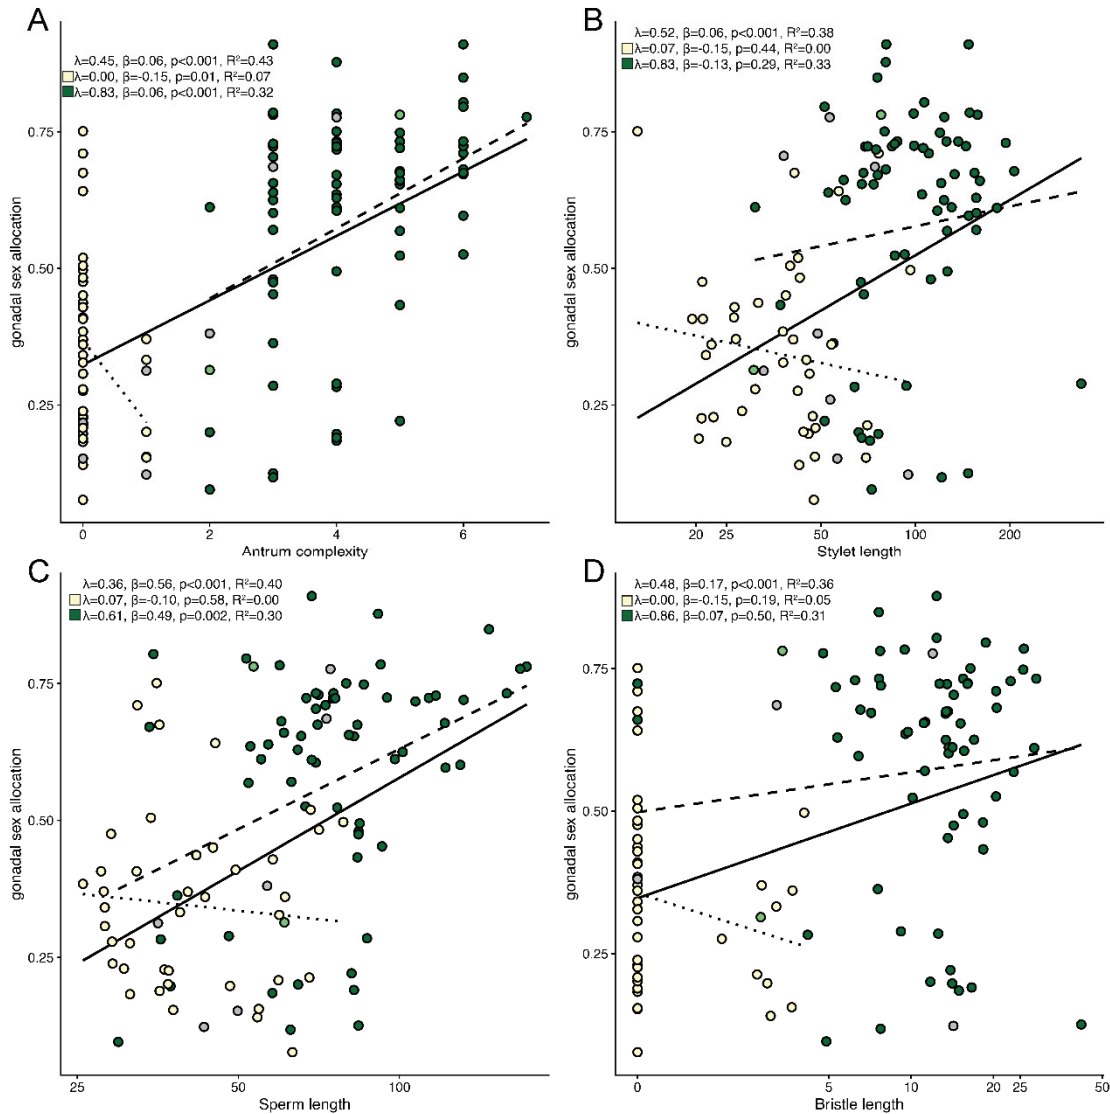 A
λ=0.45, β=0.06, p<0.001, R²=0.43
λ=0.00, β=-0.15, p=0.01, R²=0.07
λ=0.83, β=0.06, p<0.001, R²=0.32
gonadal sex allocation
0.75
0.50
0.25
0 2 4 6
Antrum complexity
B
λ=0.52, β=0.06, p<0.001, R²=0.38
λ=0.07, β=-0.15, p=0.44, R²=0.00
λ=0.83, β=-0.13, p=0.29, R²=0.33
gonadal sex allocation
0.75
0.50
0.25
20 25 50 100 200
Stylet length
C
λ=0.36, β=0.56, p<0.001, R²=0.40
λ=0.07, β=-0.10, p=0.58, R²=0.00
λ=0.61, β=0.49, p=0.002, R²=0.30
gonadal sex allocation
0.75
0.50
0.25
25 50 100
Sperm length
D
λ=0.48, β=0.17, p<0.001, R²=0.36
λ=0.00, β=-0.15, p=0.19, R²=0.05
λ=0.86, β=0.07, p=0.50, R²=0.31
gonadal sex allocation
0.75
0.50
0.25
0 5 10 20 25 50
Bristle length